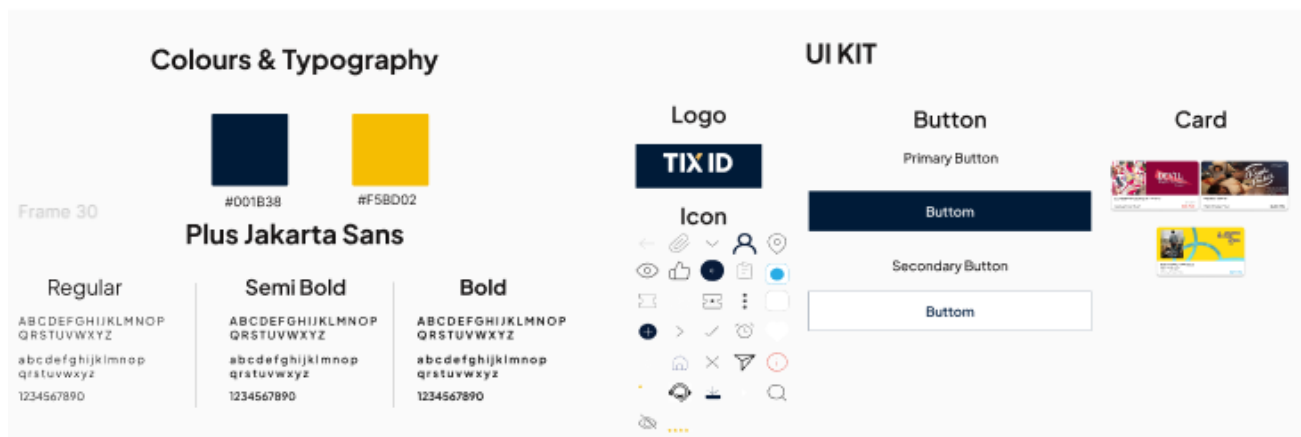 Colours & Typography
#001B38
#F5BD02
Frame 30
Plus Jakarta Sans
Regular
ABCDEFGHIJKLMNOP
QRSTUVWXYZ
abcdefghijklmnop
qrstuvwxyz
1234567890
Semi Bold
ABCDEFGHIJKLMNOP
QRSTUVWXYZ
abcdefghijklmnop
qrstuvwxyz
1234567890
Bold
ABCDEFGHIJKLMNOP
QRSTUVWXYZ
abcdefghijklmnop
qrstuvwxyz
1234567890
UI KIT
Logo
TIX ID
Icon
Button
Primary Button
Buttom
Secondary Button
Buttom
Card